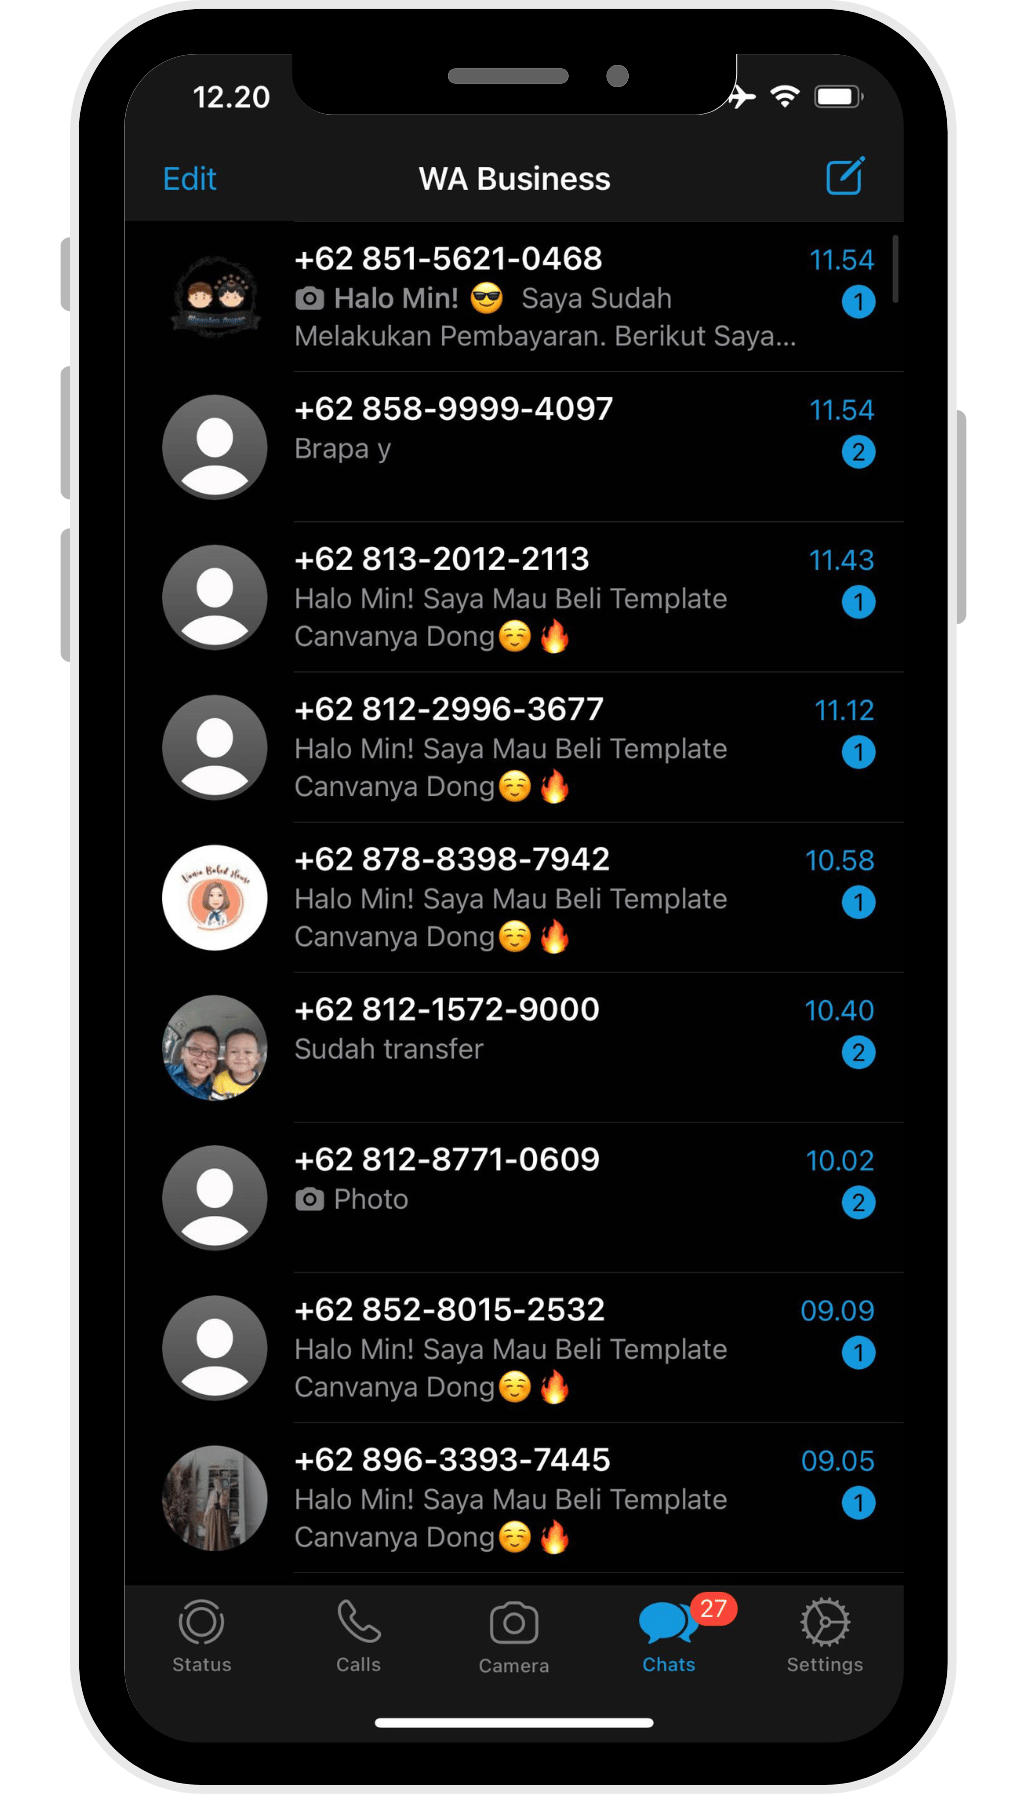 12.20
Edit
WA Business
+62 851-5621-0468
11.54
Halo Min! 😎 Saya Sudah
1
Melakukan Pembayaran. Berikut Saya...
+62 858-9999-4097
11.54
Brapa y
2
+62 813-2012-2113
11.43
Halo Min! Saya Mau Beli Template
1
Canvanya Dong☺️🔥
+62 812-2996-3677
11.12
Halo Min! Saya Mau Beli Template
1
Canvanya Dong☺️🔥
+62 878-8398-7942
10.58
Halo Min! Saya Mau Beli Template
1
Canvanya Dong☺️🔥
+62 812-1572-9000
10.40
Sudah transfer
2
+62 812-8771-0609
10.02
Photo
2
+62 852-8015-2532
09.09
Halo Min! Saya Mau Beli Template
1
Canvanya Dong☺️🔥
+62 896-3393-7445
09.05
Halo Min! Saya Mau Beli Template
1
Canvanya Dong☺️🔥
27
Status
Calls
Camera
Chats
Settings